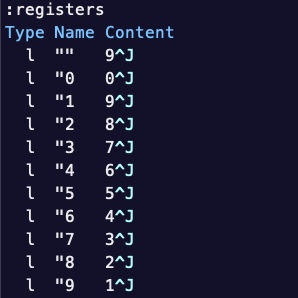 :registers
Type Name Content
  l  ""   9^J
  l  "0   0^J
  l  "1   9^J
  l  "2   8^J
  l  "3   7^J
  l  "4   6^J
  l  "5   5^J
  l  "6   4^J
  l  "7   3^J
  l  "8   2^J
  l  "9   1^J